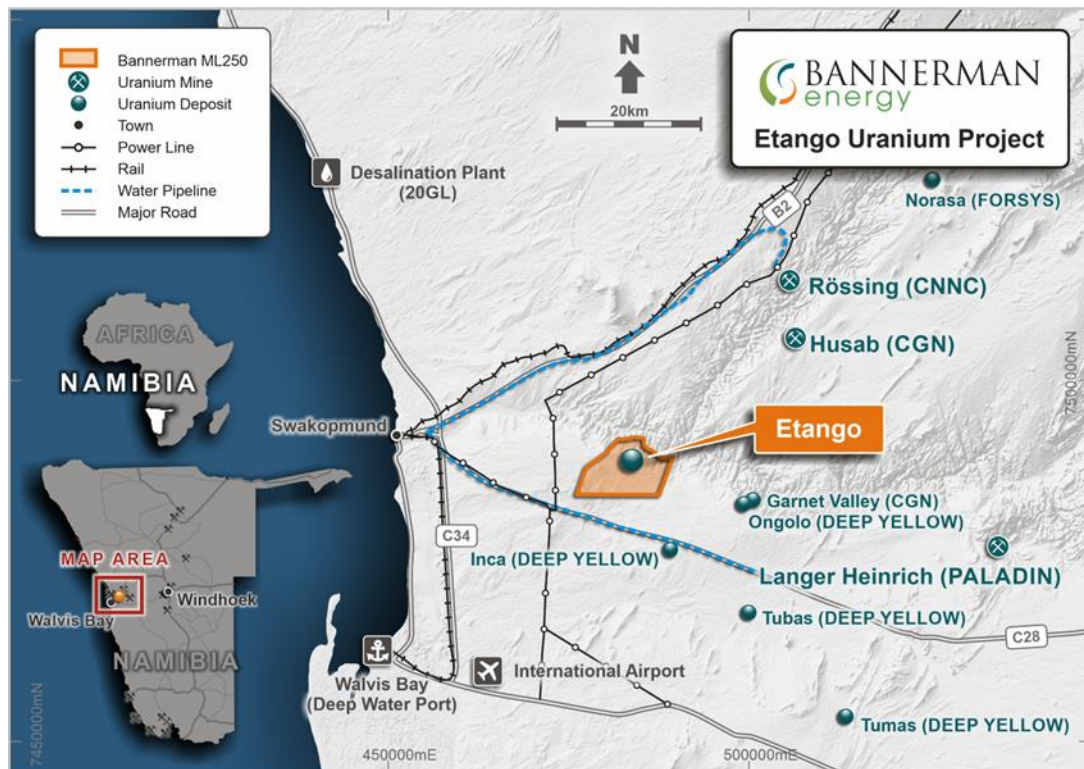 Bannerman ML250
Uranium Mine
Uranium Deposit
Town
Power Line
Rail
Water Pipeline
Major Road
N
20km
BANNERMAN
energy
Etango Uranium Project
Desalination Plant
(20GL)
B2
Norasa (FORSYS)
Rössing (CNNC)
Husab (CGN)
AFRICA
NAMIBIA
7500000mN
Swakopmund
Etango
Garnet Valley (CGN)
Ongolo (DEEP YELLOW)
C34
Inca (DEEP YELLOW)
Langer Heinrich (PALADIN)
MAP AREA
Windhoek
Walvis Bay
Tubas (DEEP YELLOW)
C28
NAMIBIA
International Airport
Walvis Bay
(Deep Water Port)
Tumas (DEEP YELLOW)
7450000mN
450000mE
500000mE